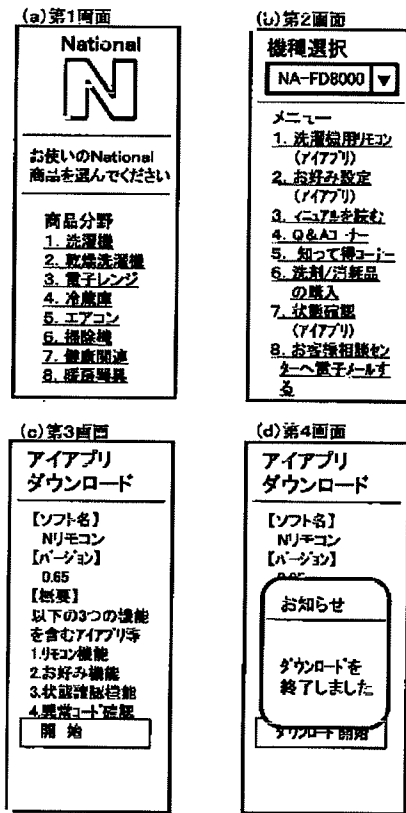 (a)第1画面
National
N
お使いのNational
商品を選んでください
商品分野
1. 洗濯機
2. 乾燥洗濯機
3. 電子レンジ
4. 冷蔵庫
5. エアコン
6. 掃除機
7. 健康関連
8. 暖房器具
(b)第2画面
機種選択
NA-FD8000 ▼
メニュー
1. 洗濯機用リモコン
(アイアプリ)
2. お好み設定
(アイアプリ)
3. マニュアルを読む
4. Q&Aコーナー
5. 知って得コーナー
6. 洗剤/消耗品
の購入
7. 状態確認
(アイアプリ)
8. お客様相談セン
ターへ電子メールす
る
(c)第3画面
アイアプリ
ダウンロード
【ソフト名】
Nリモコン
【バージョン】
0.65
【概要】
以下の3つの機能
を含むアイアプリ等
1.リモコン機能
2.お好み機能
3.状態確認機能
4.異常コード確認
開 始
(d)第4画面
アイアプリ
ダウンロード
【ソフト名】
Nリモコン
【バージョン】
お知らせ
ダウンロードを
終了しました
ダウンロード開始